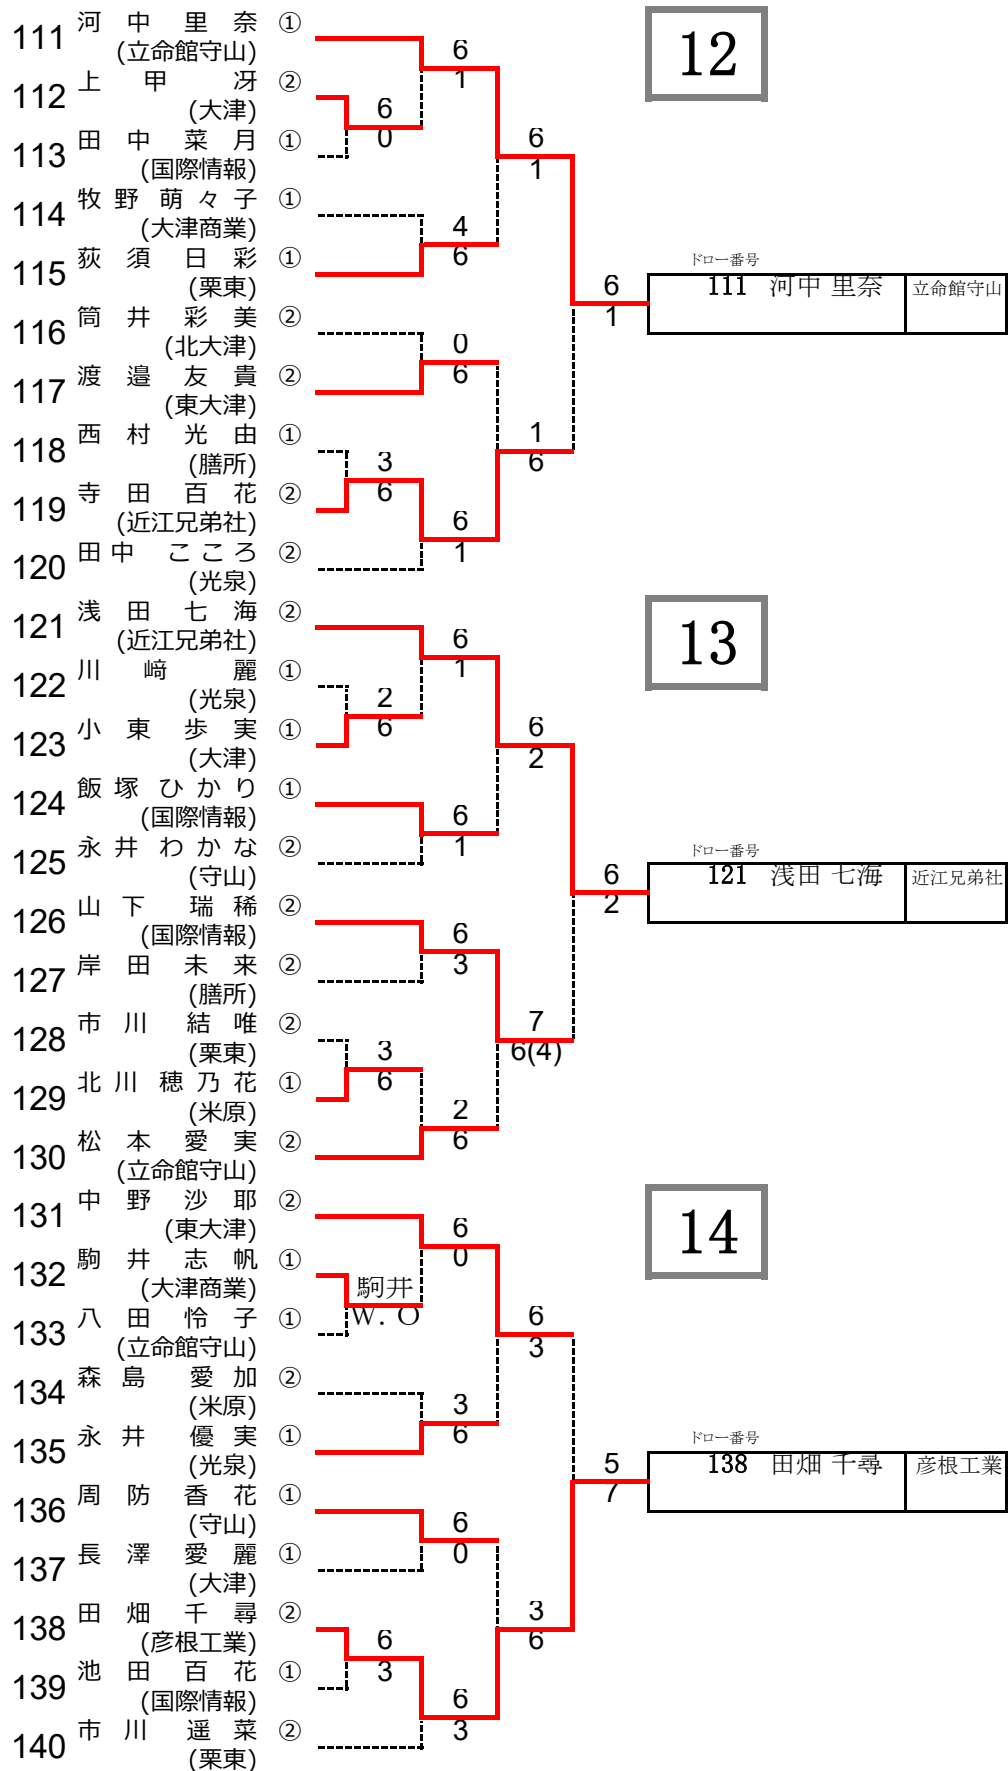 12
111 河中 里奈 ①
(立命館守山)
6
1
112 上甲 冴 ②
(大津)
6
0
113 田中 菜月 ①
(国際情報)
6
1
114 牧野 萌々子 ①
(大津商業)
4
6
115 荻須 日彩 ①
(栗東)
ドロー番号
6
1
111 河中 里奈 立命館守山
116 筒井 彩美 ②
(北大津)
0
6
117 渡邉 友貴 ②
(東大津)
118 西村 光由 ①
(膳所)
1
6
3
6
119 寺田 百花 ②
(近江兄弟社)
6
1
120 田中 こころ ②
(光泉)
13
121 浅田 七海 ②
(近江兄弟社)
6
1
122 川﨑 麗 ①
(光泉)
2
6
123 小東 歩実 ①
(大津)
6
2
124 飯塚 ひかり ①
(国際情報)
6
1
125 永井 わかな ②
(守山)
ドロー番号
6
2
121 浅田 七海 近江兄弟社
126 山下 瑞稀 ②
(国際情報)
6
3
127 岸田 未来 ②
(膳所)
128 市川 結唯 ②
(栗東)
7
6(4)
3
6
129 北川 穂乃花 ①
(米原)
2
6
130 松本 愛実 ②
(立命館守山)
14
131 中野 沙耶 ②
(東大津)
6
0
132 駒井 志帆 ①
(大津商業)
駒井
W.O
133 八田 怜子 ①
(立命館守山)
6
3
134 森島 愛加 ②
(米原)
3
6
135 永井 優実 ①
(光泉)
ドロー番号
5
7
138 田畑 千尋 彦根工業
136 周防 香花 ①
(守山)
6
0
137 長澤 愛麗 ①
(大津)
138 田畑 千尋 ②
(彦根工業)
3
6
6
3
139 池田 百花 ①
(国際情報)
6
3
140 市川 遥菜 ②
(栗東)